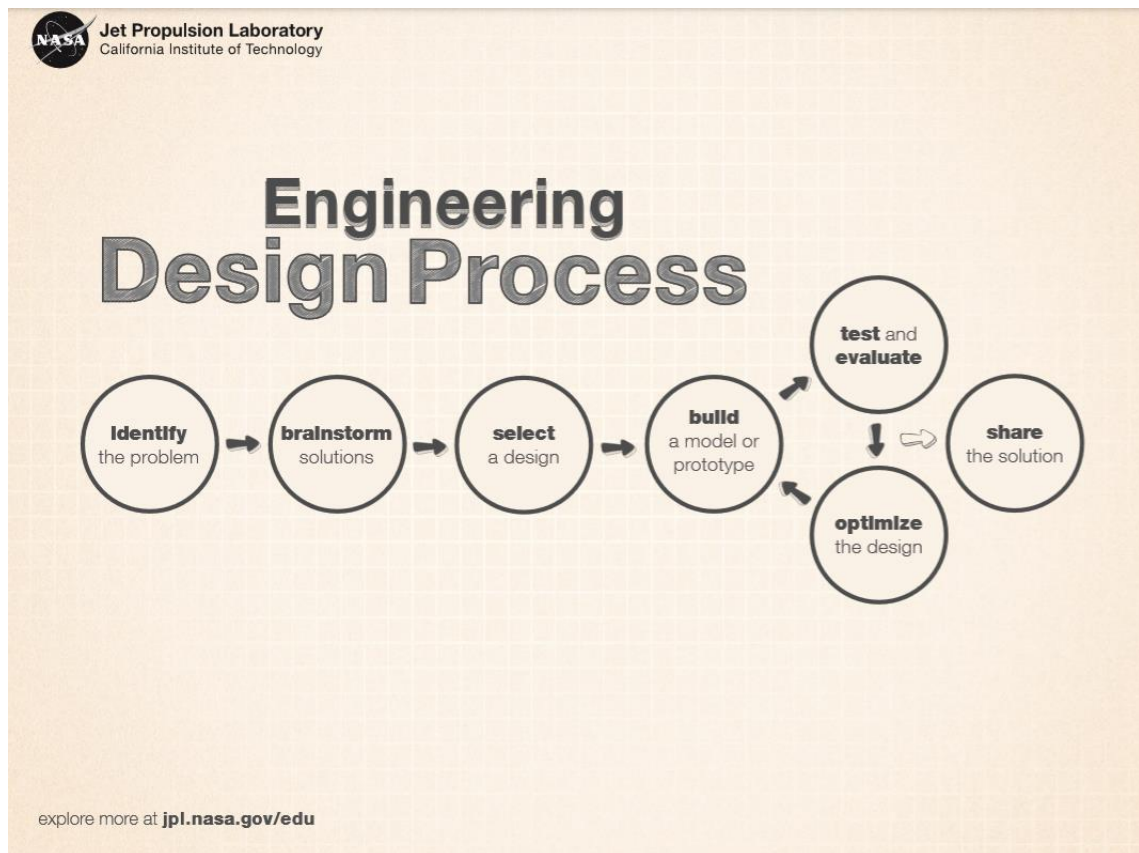 NASA
Jet Propulsion Laboratory
California Institute of Technology
Engineering
Design Process
identify
the problem
brainstorm
solutions
select
a design
build
a model or
prototype
test and
evaluate
optimize
the design
share
the solution
explore more at jpl.nasa.gov/edu